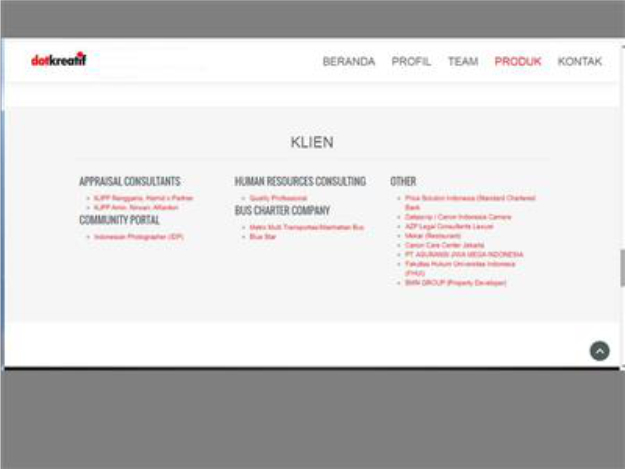 dotkreatif
BERANDA PROFIL TEAM PRODUK KONTAK
KLIEN
APPRAISAL CONSULTANTS
KJPP Rengganis, Hamid & Partner
KJPP Amin, Nirwan, Alfiantori
COMMUNITY PORTAL
Indonesian Photographer (IDP)
HUMAN RESOURCES CONSULTING
Quality Professional
BUS CHARTER COMPANY
Metro Multi Transportasi/Manhattan Bus
Blue Star
OTHER
Price Solution Indonesia (Standard Chartered
Bank
Datascrip / Canon Indonesia Camera
AZP Legal Consultants
(Restaurant)
Canon Care Center Jakarta
PT ASURANSI JIWA MEGA INDONESIA
Fakultas Hukum Universitas Indonesia
(FHUI)
BMN GROUP (Property Developer)